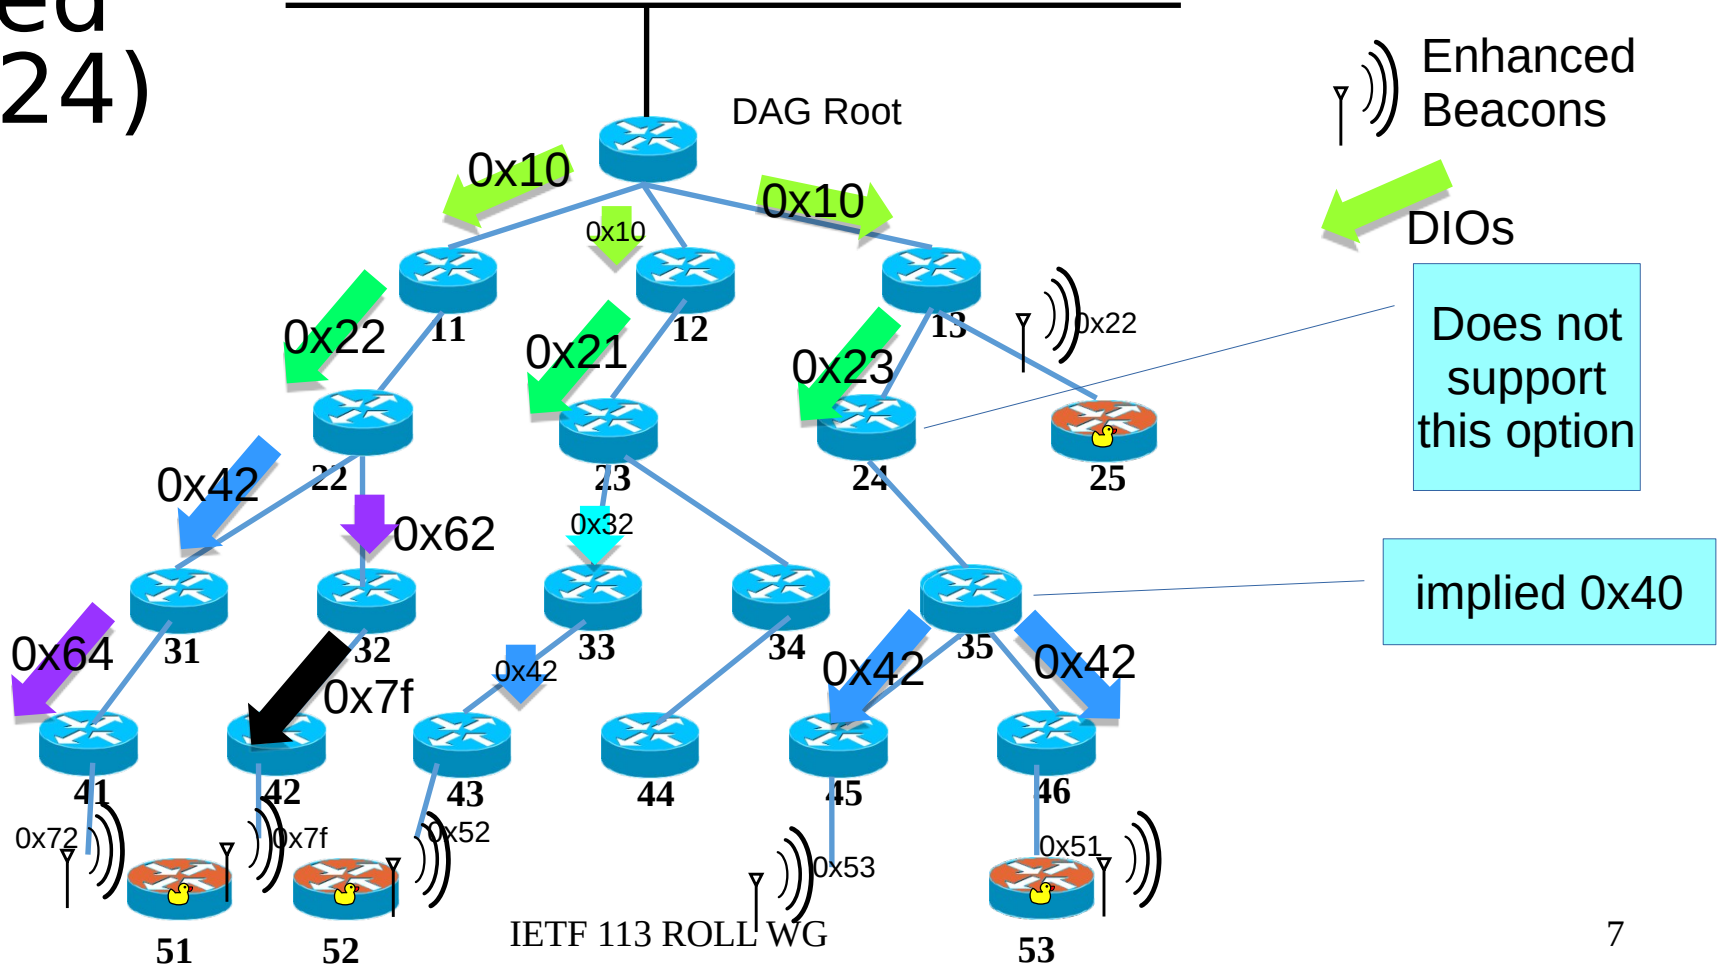 ed
24)
DAG Root
Enhanced
Beacons
0x10
0x10
0x10
DIOs
11
12
13
0x22
0x22
0x21
0x23
Does not
support
this option
22
23
24
25
0x42
0x62
0x32
implied 0x40
31
32
33
34
35
0x64
0x7f
0x42
0x42
0x42
41
42
43
44
45
46
0x72
0x7f
0x52
0x53
0x51
51
52
53
IETF 113 ROLL WG
7